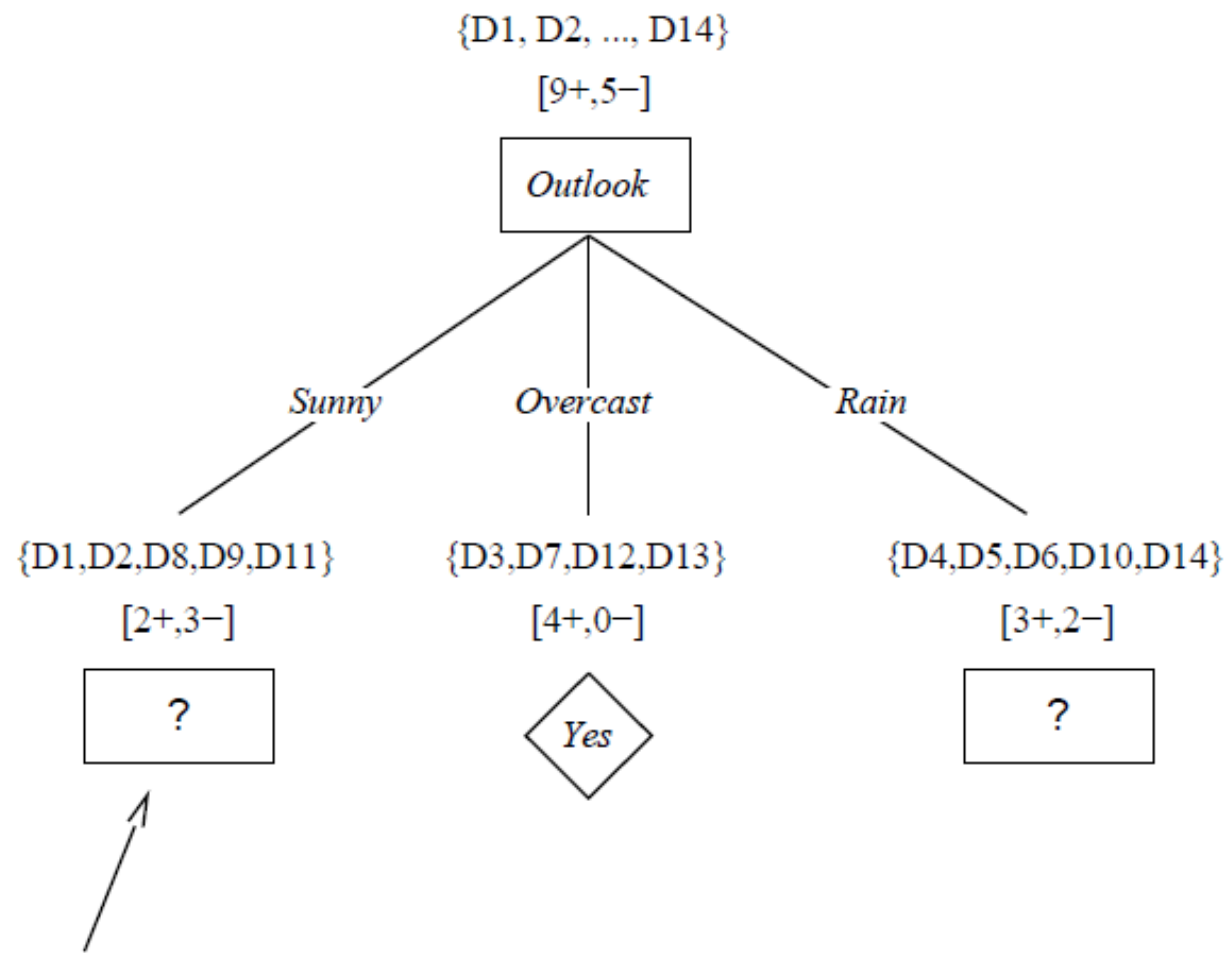 {D1, D2, ..., D14}
[9+,5−]
Outlook
Sunny
Overcast
Rain
{D1,D2,D8,D9,D11}
{D3,D7,D12,D13}
{D4,D5,D6,D10,D14}
[2+,3−]
[4+,0−]
[3+,2−]
?
Yes
?